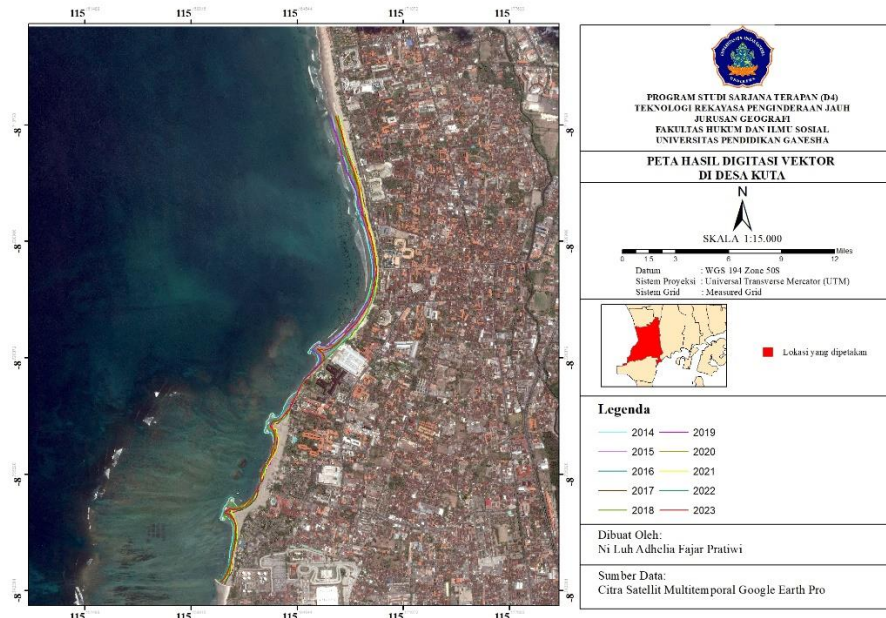 115 115 115 115 115
-8
-8
-8
-8
-8
115 115 115 115 115
PROGRAM STUDI SARJANA TERAPAN (D4)
TEKNOLOGI REKAYASA PENGINDERAAN JAUH
JURUSAN GEOGRAFI
FAKULTAS HUKUM DAN ILMU SOSIAL
UNIVERSITAS PENDIDIKAN GANESHA
PETA HASIL DIGITASI VEKTOR
DI DESA KUTA
N
SKALA 1:15.000
Miles
0 1.5 3 6 9 12
Datum : WGS 194 Zone 50S
Sistem Proyeksi : Universal Transverse Mercator (UTM)
Sistem Grid : Measured Grid
Lokasi yang dipetakan
Legenda
2014 2019
2015 2020
2016 2021
2017 2022
2018 2023
Dibuat Oleh:
Ni Luh Adhelia Fajar Pratiwi
Sumber Data:
Citra Satellit Multitemporal Google Earth Pro